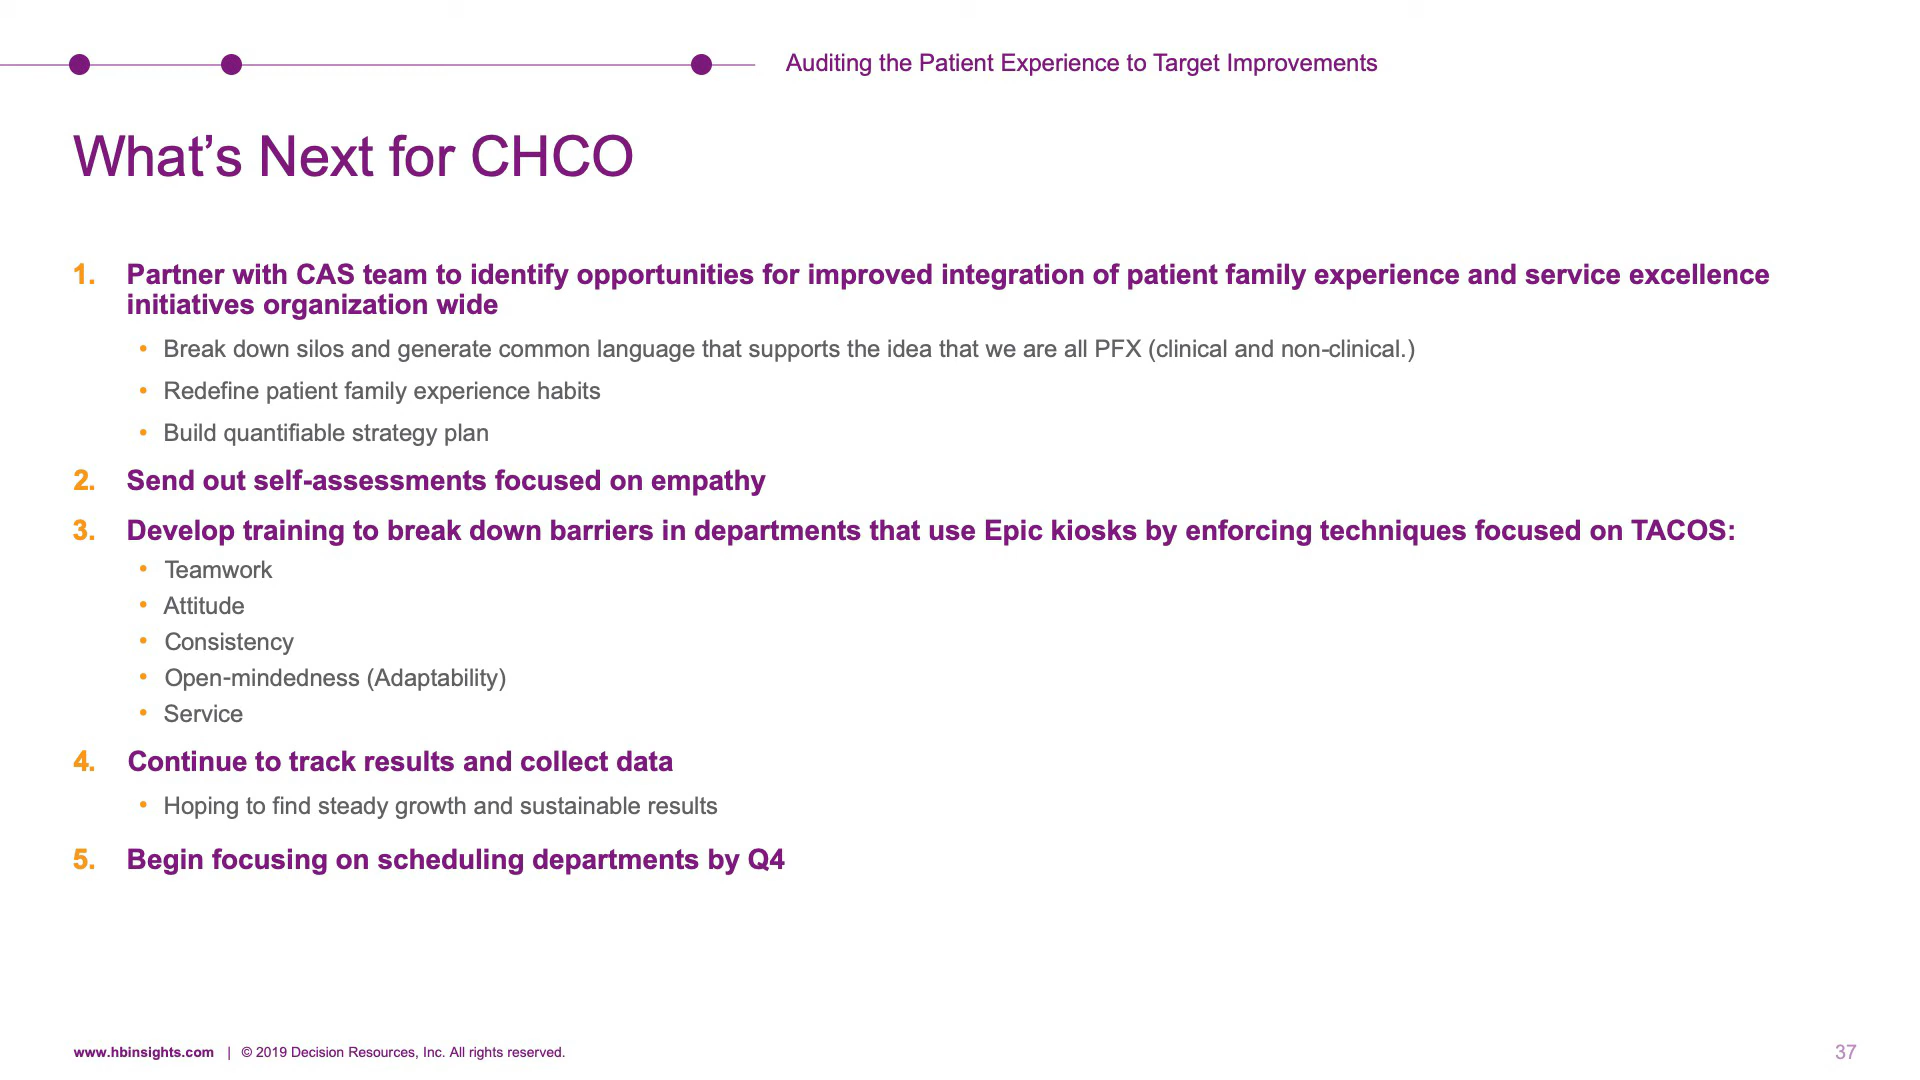 Auditing the Patient Experience to Target Improvements
What’s Next for CHCO
1. Partner with CAS team to identify opportunities for improved integration of patient family experience and service excellence
initiatives organization wide
• Break down silos and generate common language that supports the idea that we are all PFX (clinical and non-clinical.)
• Redefine patient family experience habits
• Build quantifiable strategy plan
2. Send out self-assessments focused on empathy
3. Develop training to break down barriers in departments that use Epic kiosks by enforcing techniques focused on TACOS:
• Teamwork
• Attitude
• Consistency
• Open-mindedness (Adaptability)
• Service
4. Continue to track results and collect data
• Hoping to find steady growth and sustainable results
5. Begin focusing on scheduling departments by Q4
www.hbinsights.com | © 2019 Decision Resources, Inc. All rights reserved.
37